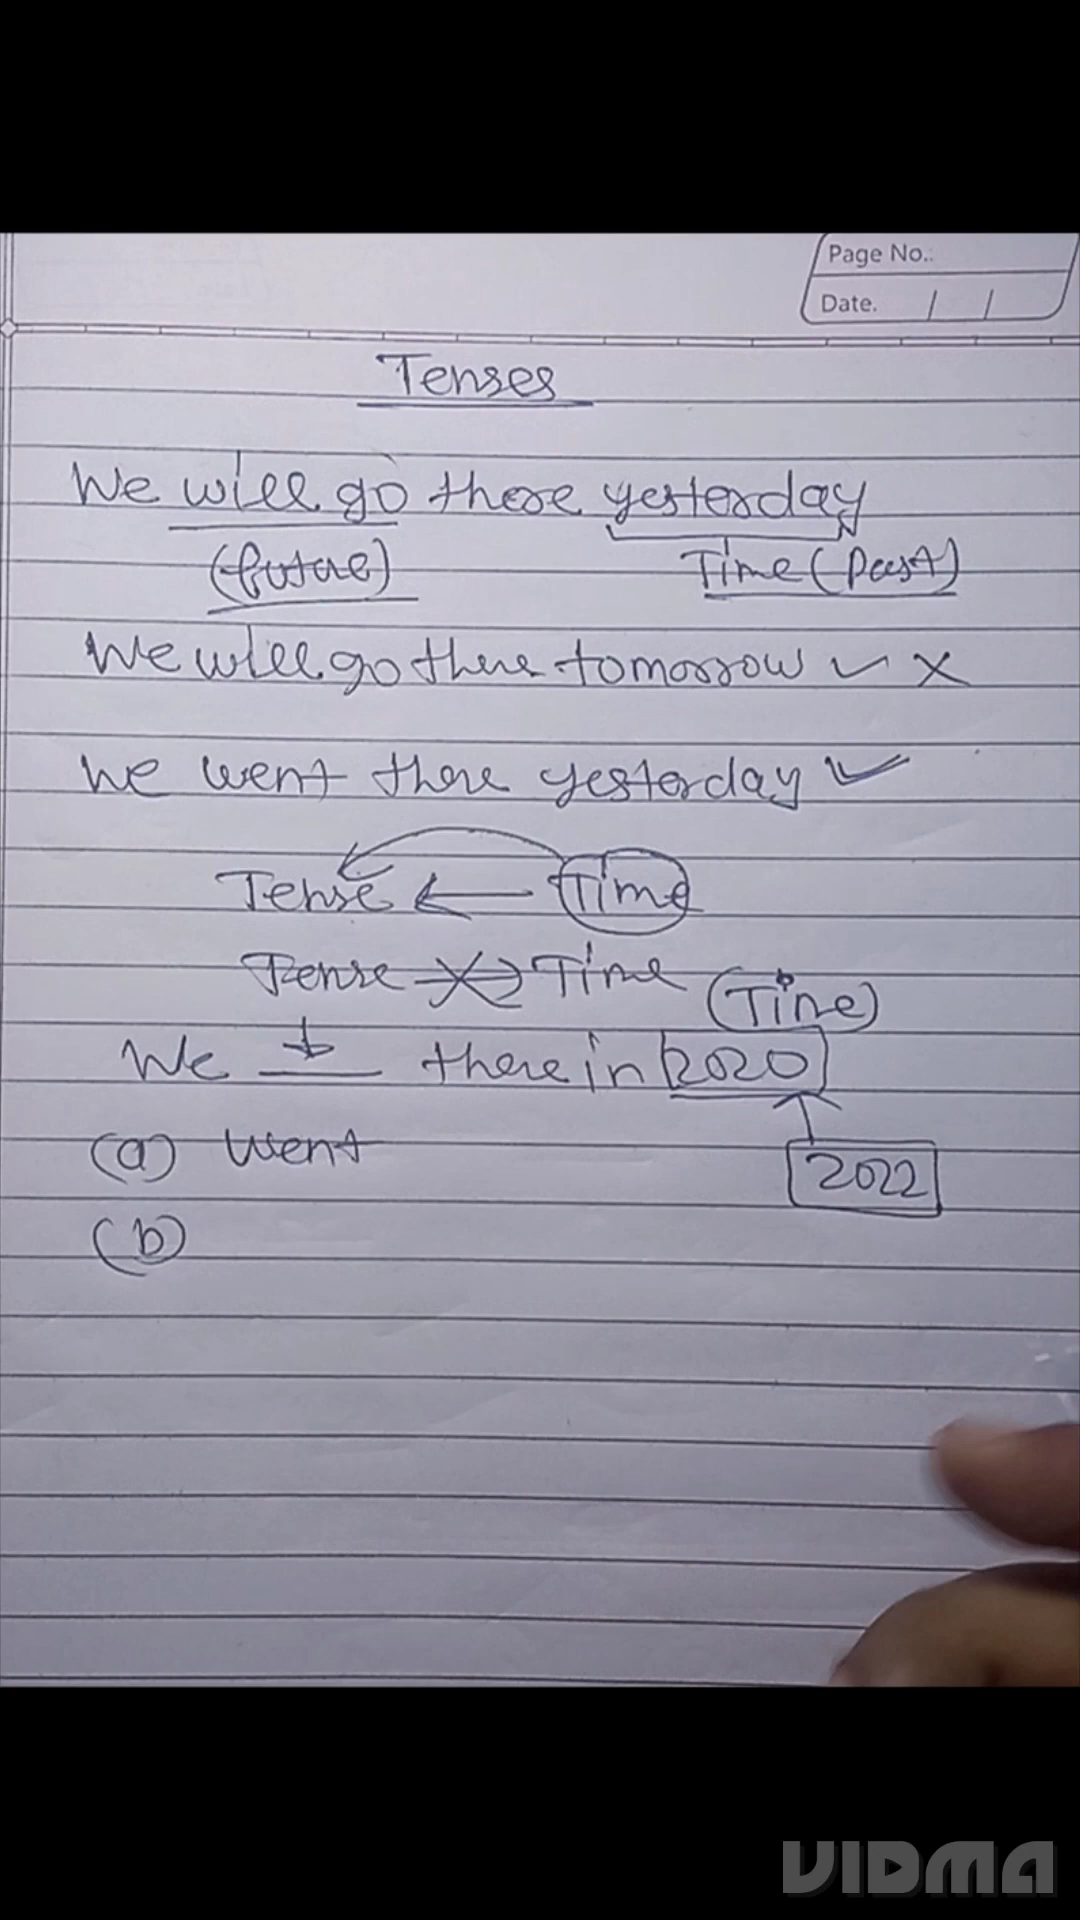 Page No.:
Date. / /
Tenses
We will go there yesterday
(future) Time (Past)
We will go there tomorrow ✓ ✗
We went there yesterday ✓
Tense ← Time
Tense ✗→ Time (Time)
We ___ there in 2020
(a) went 2022
(b)
VIDMA